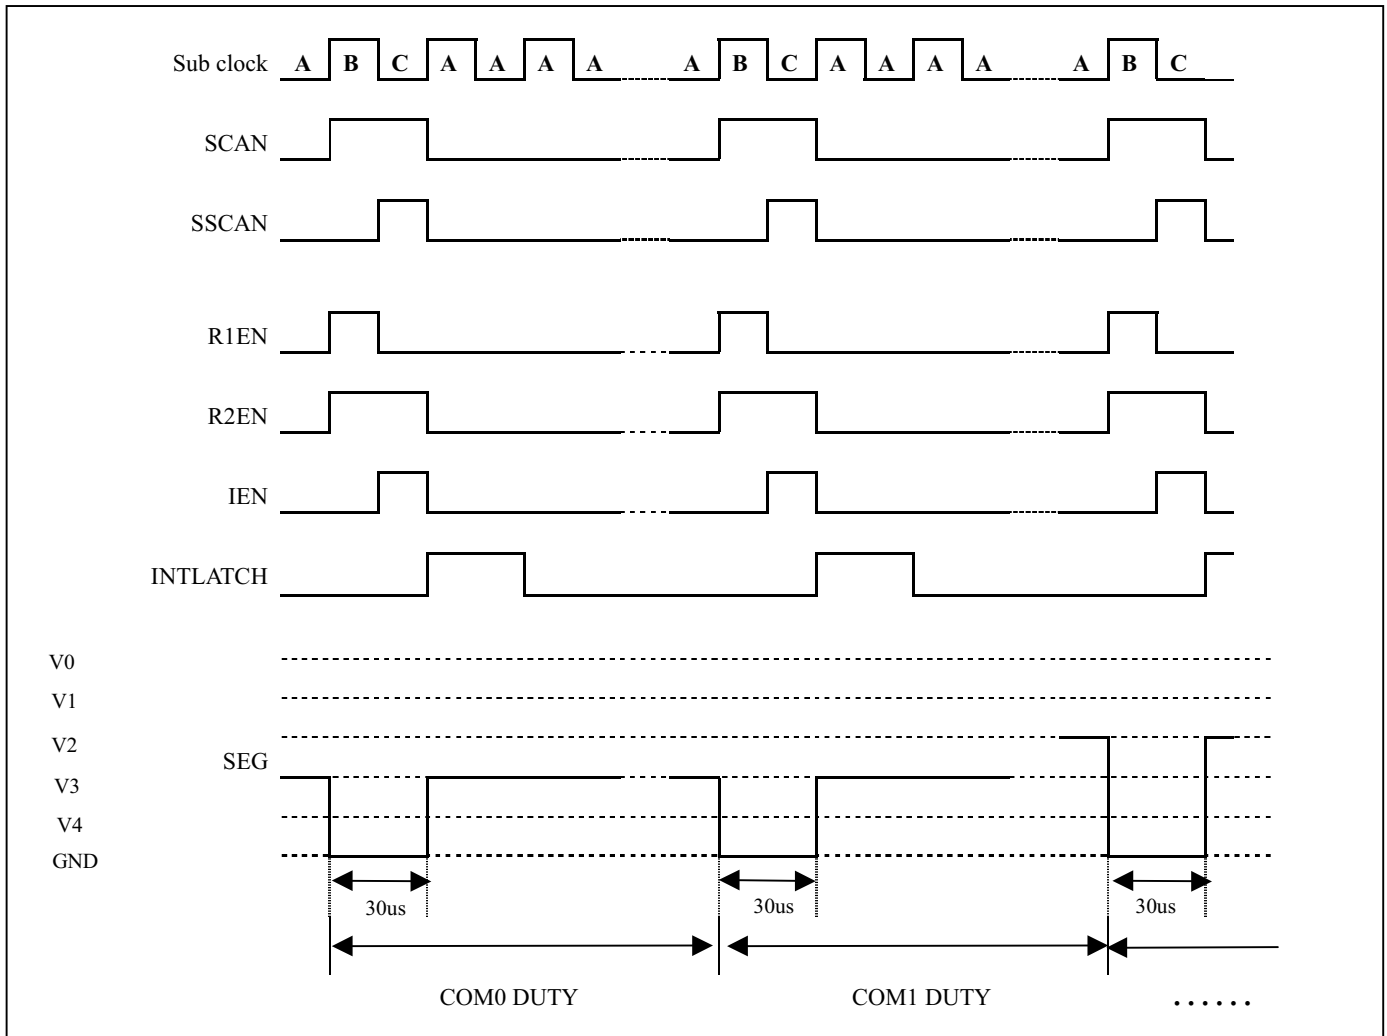 Sub clock A B C A A A A A B C A A A A A B C
SCAN
SSCAN
R1EN
R2EN
IEN
INTLATCH
V0
V1
V2
SEG
V3
V4
GND
30us 30us 30us
COM0 DUTY COM1 DUTY ......